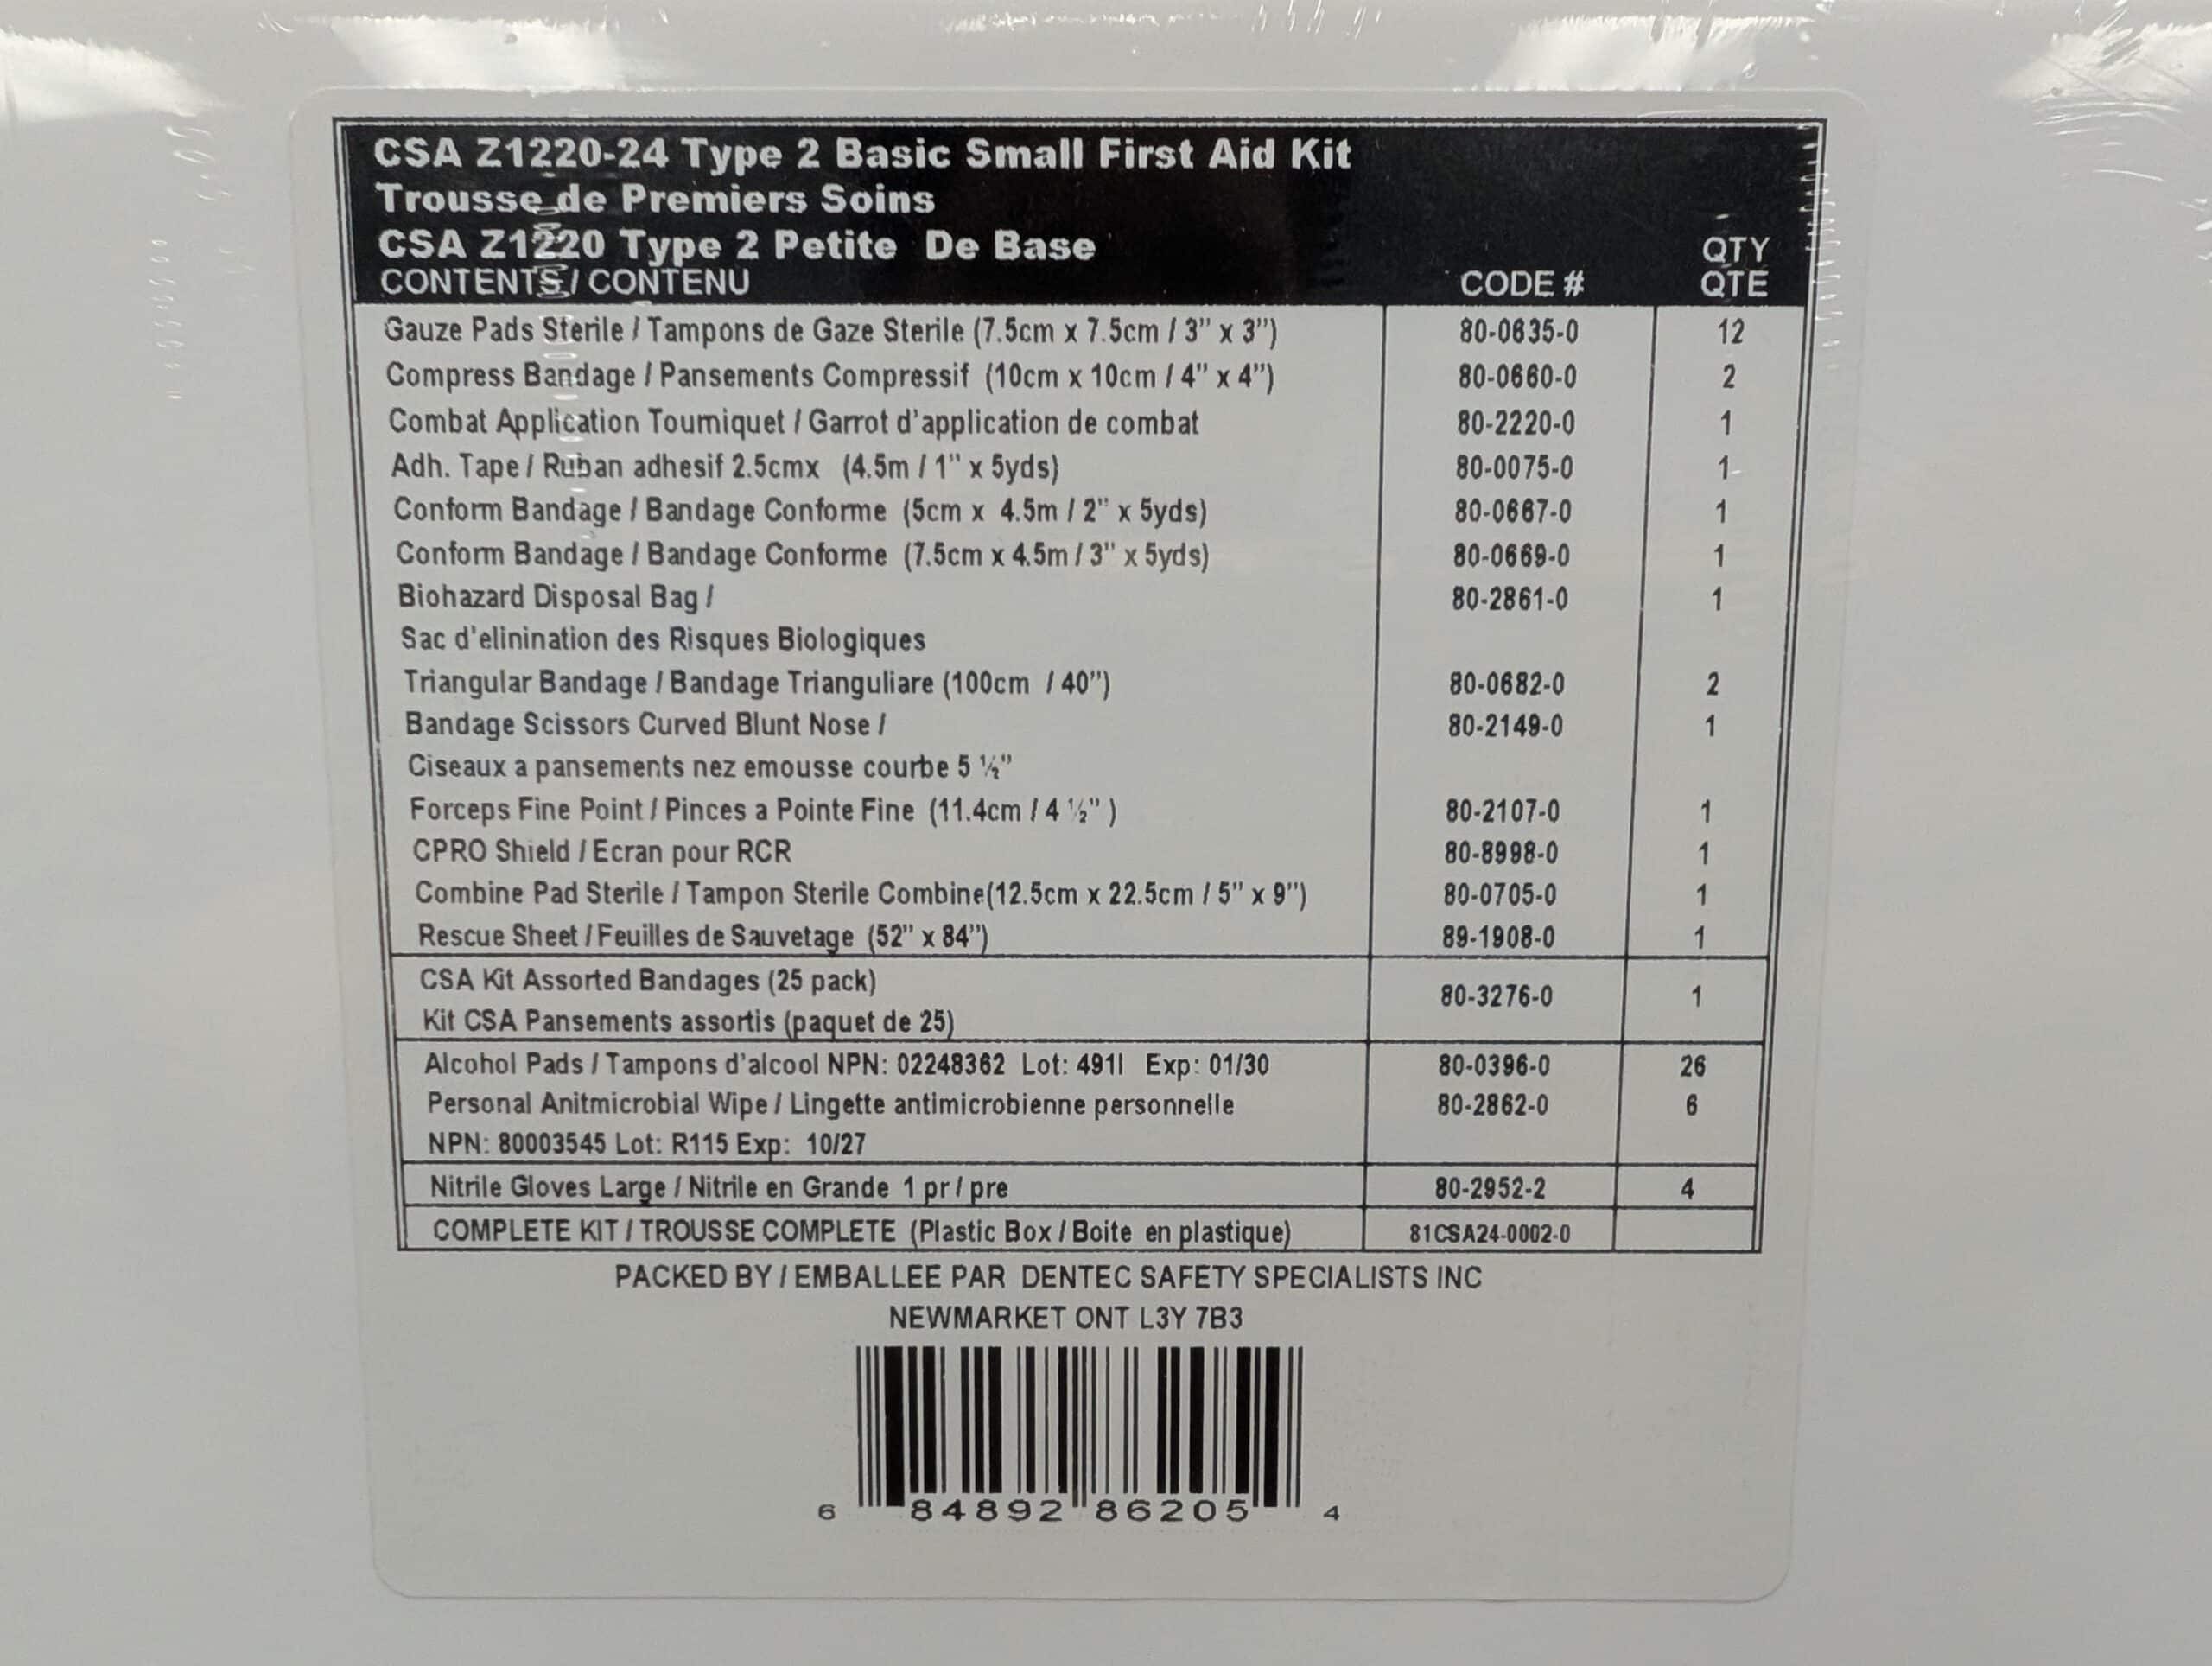 CSA Z1220-24 Type 2 Basic Small First Aid Kit
Trousse de Premiers Soins
CSA Z1220 Type 2 Petite De Base
QTY
CONTENTS / CONTENU CODE # QTE
Gauze Pads Sterile / Tampons de Gaze Sterile (7.5cm x 7.5cm / 3" x 3") 80-0635-0 12
Compress Bandage / Pansements Compressif (10cm x 10cm / 4" x 4") 80-0660-0 2
Combat Application Tourniquet / Garrot d'application de combat 80-2220-0 1
Adh. Tape / Ruban adhesif 2.5cmx (4.5m / 1" x 5yds) 80-0075-0 1
Conform Bandage / Bandage Conforme (5cm x 4.5m / 2" x 5yds) 80-0667-0 1
Conform Bandage / Bandage Conforme (7.5cm x 4.5m / 3" x 5yds) 80-0669-0 1
Biohazard Disposal Bag / 80-2861-0 1
Sac d'elinination des Risques Biologiques
Triangular Bandage / Bandage Trianguliare (100cm / 40") 80-0682-0 2
Bandage Scissors Curved Blunt Nose / 80-2149-0 1
Ciseaux a pansements nez emousse courbe 5 ½"
Forceps Fine Point / Pinces a Pointe Fine (11.4cm / 4 ½" ) 80-2107-0 1
CPRO Shield / Ecran pour RCR 80-8998-0 1
Combine Pad Sterile / Tampon Sterile Combine(12.5cm x 22.5cm / 5" x 9") 80-0705-0 1
Rescue Sheet / Feuilles de Sauvetage (52" x 84") 89-1908-0 1
CSA Kit Assorted Bandages (25 pack) 80-3276-0 1
Kit CSA Pansements assortis (paquet de 25)
Alcohol Pads / Tampons d'alcool NPN: 02248362 Lot: 491I Exp: 01/30 80-0396-0 26
Personal Anitmicrobial Wipe / Lingette antimicrobienne personnelle 80-2862-0 6
NPN: 80003545 Lot: R115 Exp: 10/27
Nitrile Gloves Large / Nitrile en Grande 1 pr / pre 80-2952-2 4
COMPLETE KIT / TROUSSE COMPLETE (Plastic Box / Boite en plastique) 81CSA24-0002-0
PACKED BY / EMBALLEE PAR DENTEC SAFETY SPECIALISTS INC
NEWMARKET ONT L3Y 7B3
6 84892 86205 4